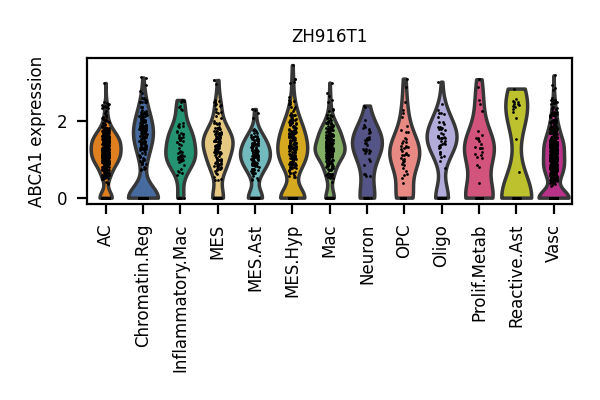 ZH916T1
ABCA1 expression
2
0
AC
Chromatin.Reg
Inflammatory.Mac
MES
MES.Ast
MES.Hyp
Mac
Neuron
OPC
Oligo
Prolif.Metab
Reactive.Ast
Vasc